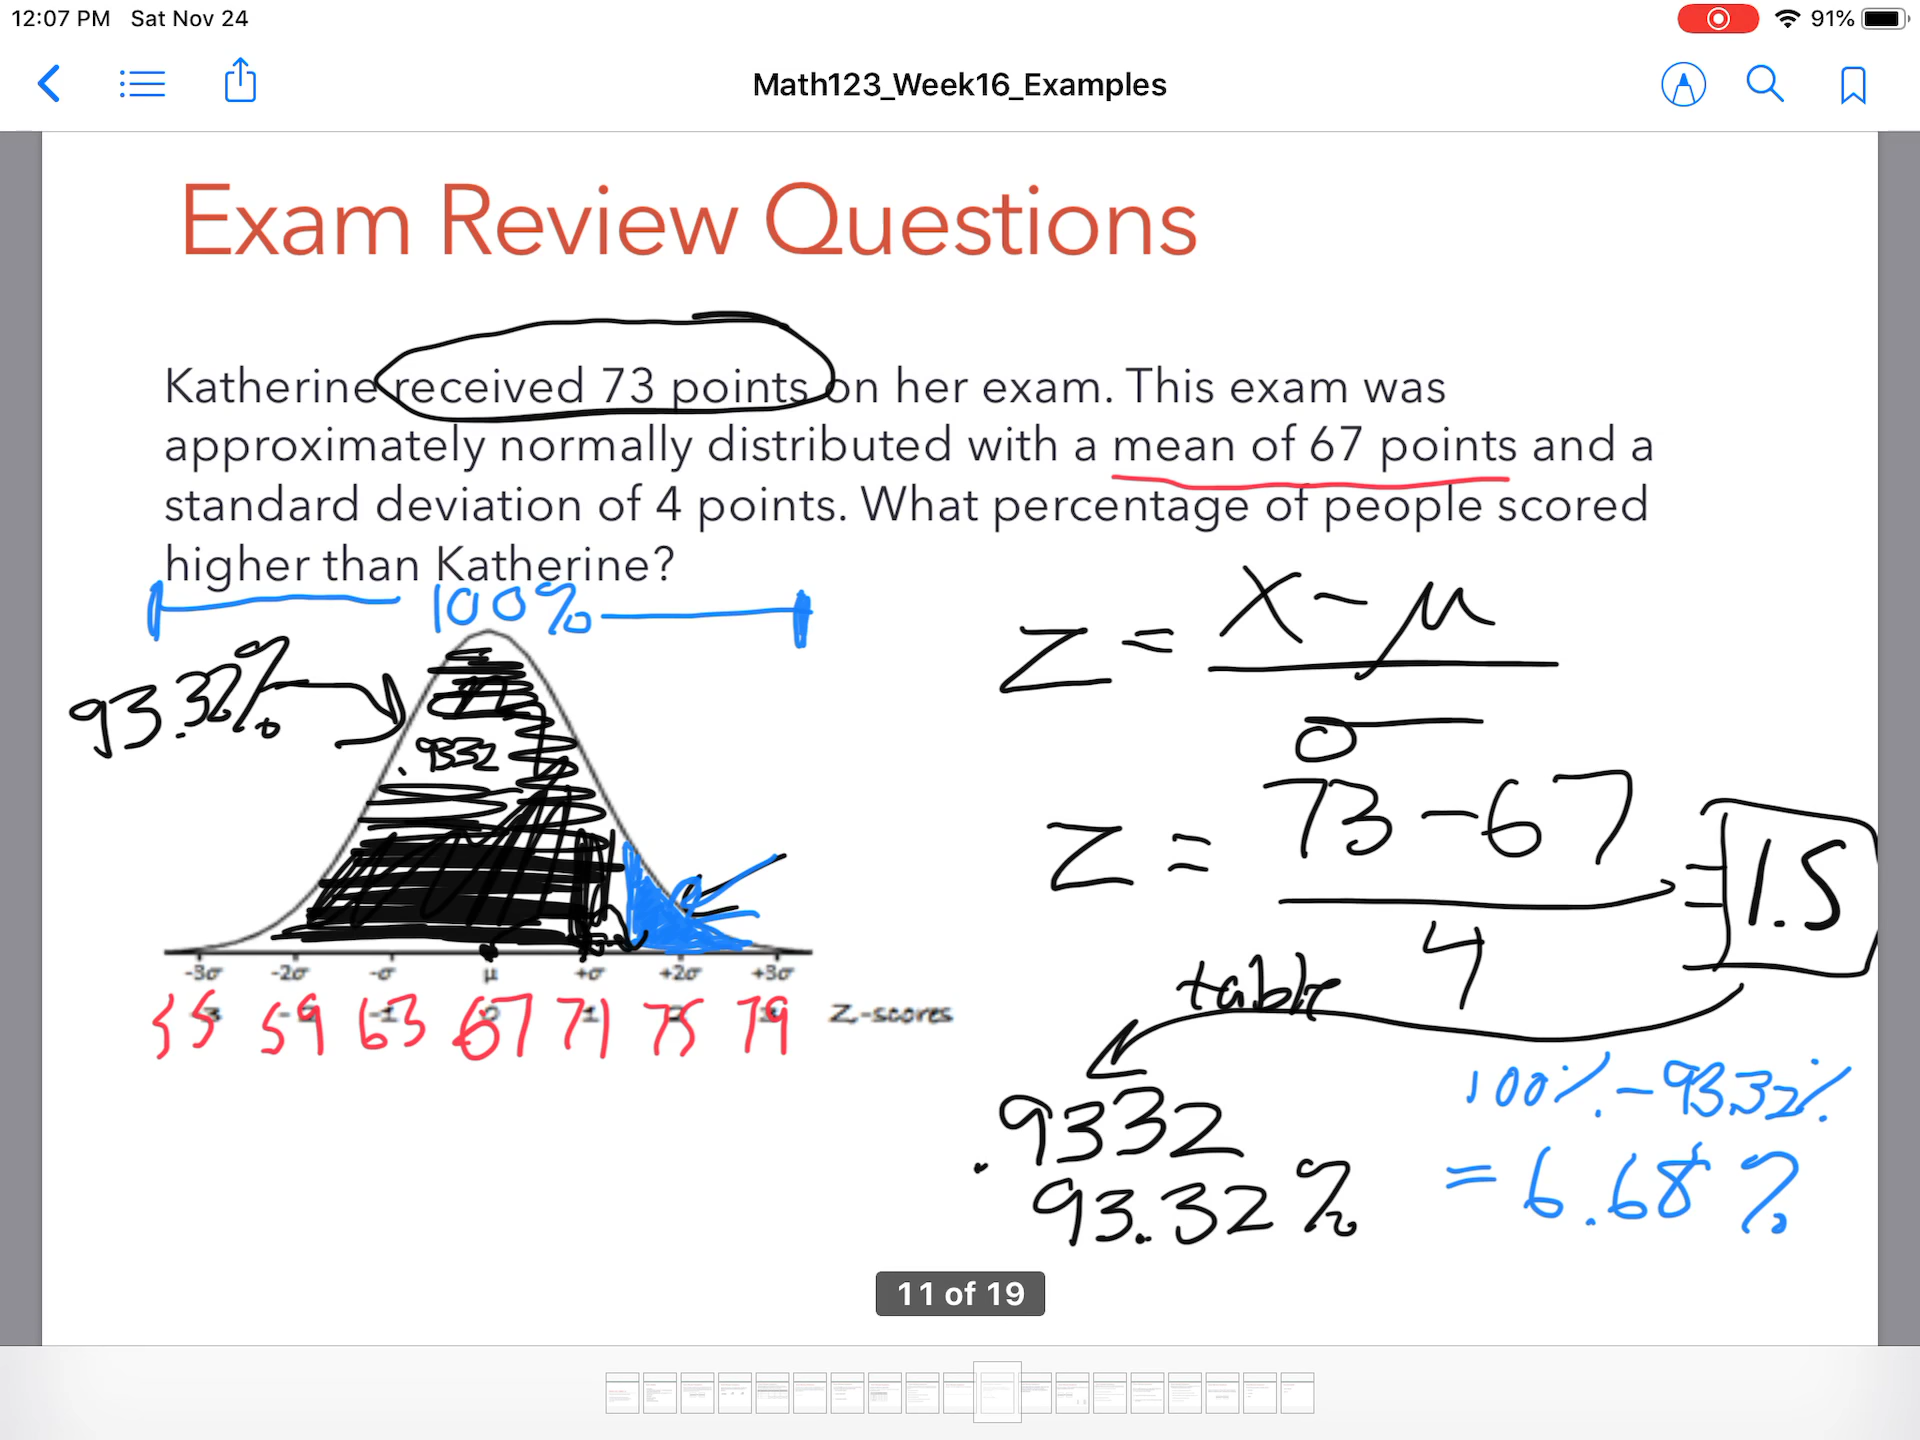 12:07 PM Sat Nov 24
91%
Math123_Week16_Examples
Exam Review Questions
Katherine received 73 points on her exam. This exam was
approximately normally distributed with a mean of 67 points and a
standard deviation of 4 points. What percentage of people scored
higher than Katherine?
100%
93.32%
.9332
-3σ -2σ -σ μ +σ +2σ +3σ
55 59 63 67 71 75 79
Z-scores
Z = X - μ
σ
Z = 73 - 67
4
= 1.5
table
.9332
93.32%
100% - 93.32%
= 6.68%
11 of 19